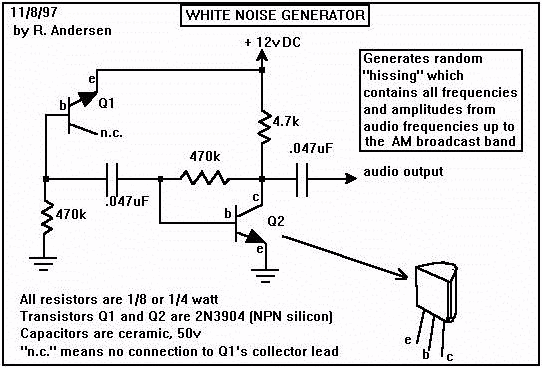 11/8/97
by R. Andersen
WHITE NOISE GENERATOR
+ 12vDC
Generates random
"hissing" which
contains all frequencies
and amplitudes from
audio frequencies up to
the AM broadcast band
e
b
Q1
n.c.
4.7k
.047uF
470k
.047uF
audio output
470k
c
b
Q2
e
All resistors are 1/8 or 1/4 watt
Transistors Q1 and Q2 are 2N3904 (NPN silicon)
Capacitors are ceramic, 50v
"n.c." means no connection to Q1's collector lead
e
b
c